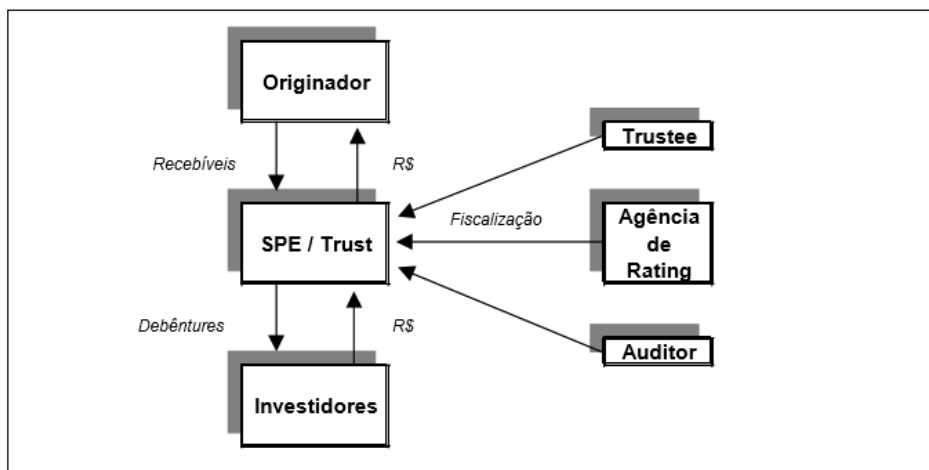 Originador
Trustee
Recebíveis
R$
Fiscalização
SPE / Trust
Agência
de
Rating
Debêntures
R$
Auditor
Investidores